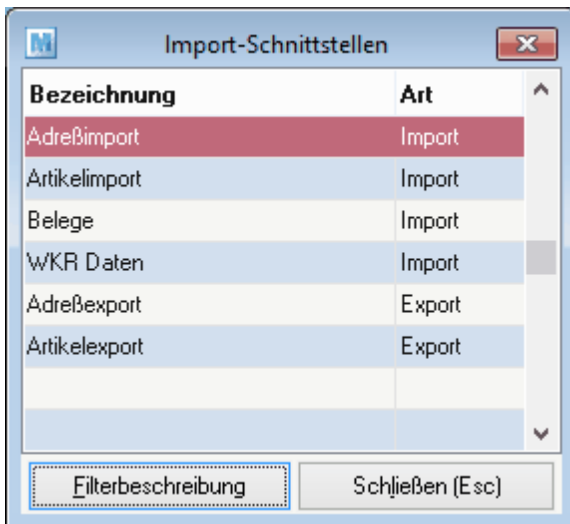 Import-Schnittstellen
Bezeichnung Art
Adreßimport Import
Artikelimport Import
Belege Import
WKR Daten Import
Adreßexport Export
Artikelexport Export
Filterbeschreibung Schließen (Esc)